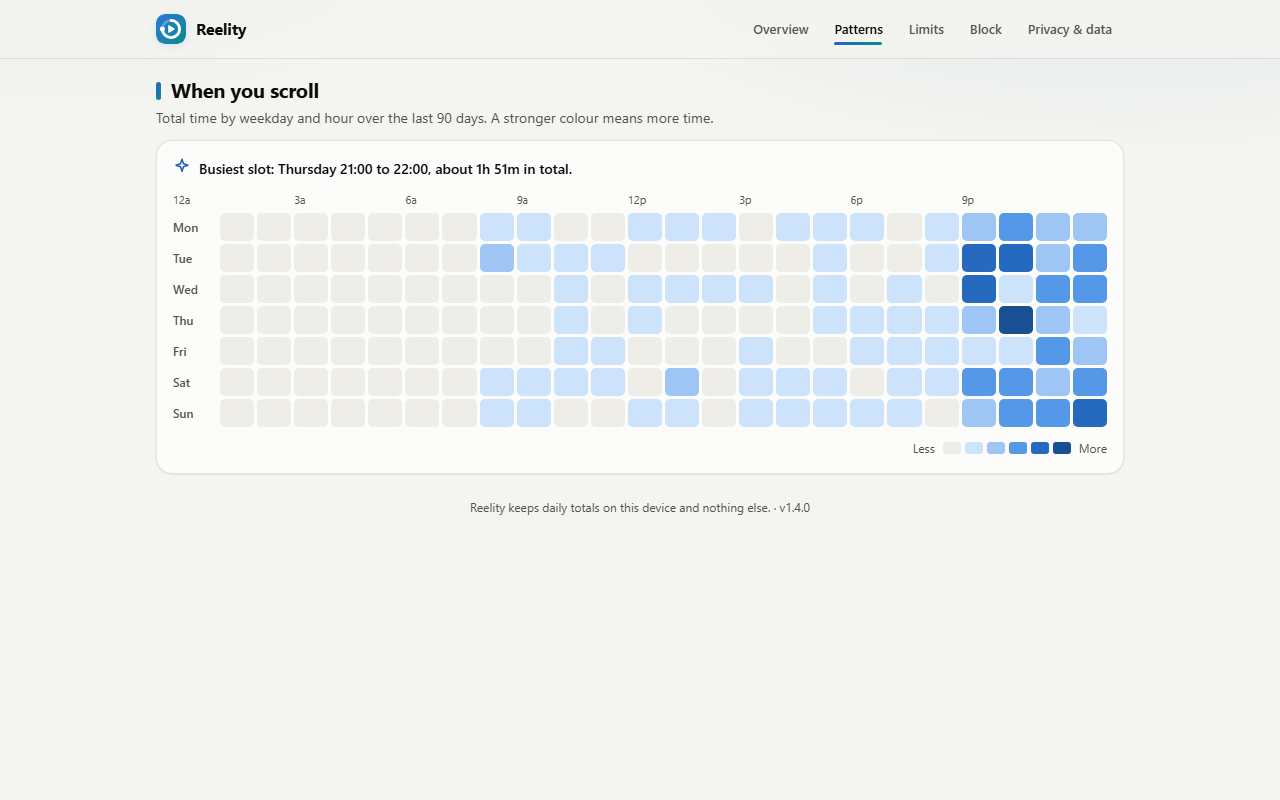 Reelity
Overview
Patterns
Limits
Block
Privacy & data
When you scroll
Total time by weekday and hour over the last 90 days. A stronger colour means more time.
Busiest slot: Thursday 21:00 to 22:00, about 1h 51m in total.
12a 3a 6a 9a 12p 3p 6p 9p
Mon
Tue
Wed
Thu
Fri
Sat
Sun
Less More
Reelity keeps daily totals on this device and nothing else. · v1.4.0